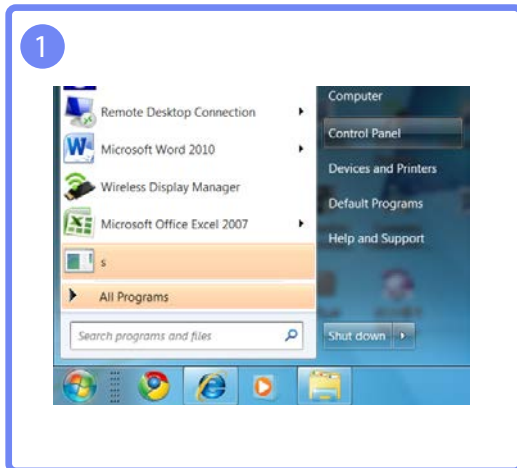 1
Remote Desktop Connection
Microsoft Word 2010
Wireless Display Manager
Microsoft Office Excel 2007
s
All Programs
Search programs and files
Computer
Control Panel
Devices and Printers
Default Programs
Help and Support
Shut down